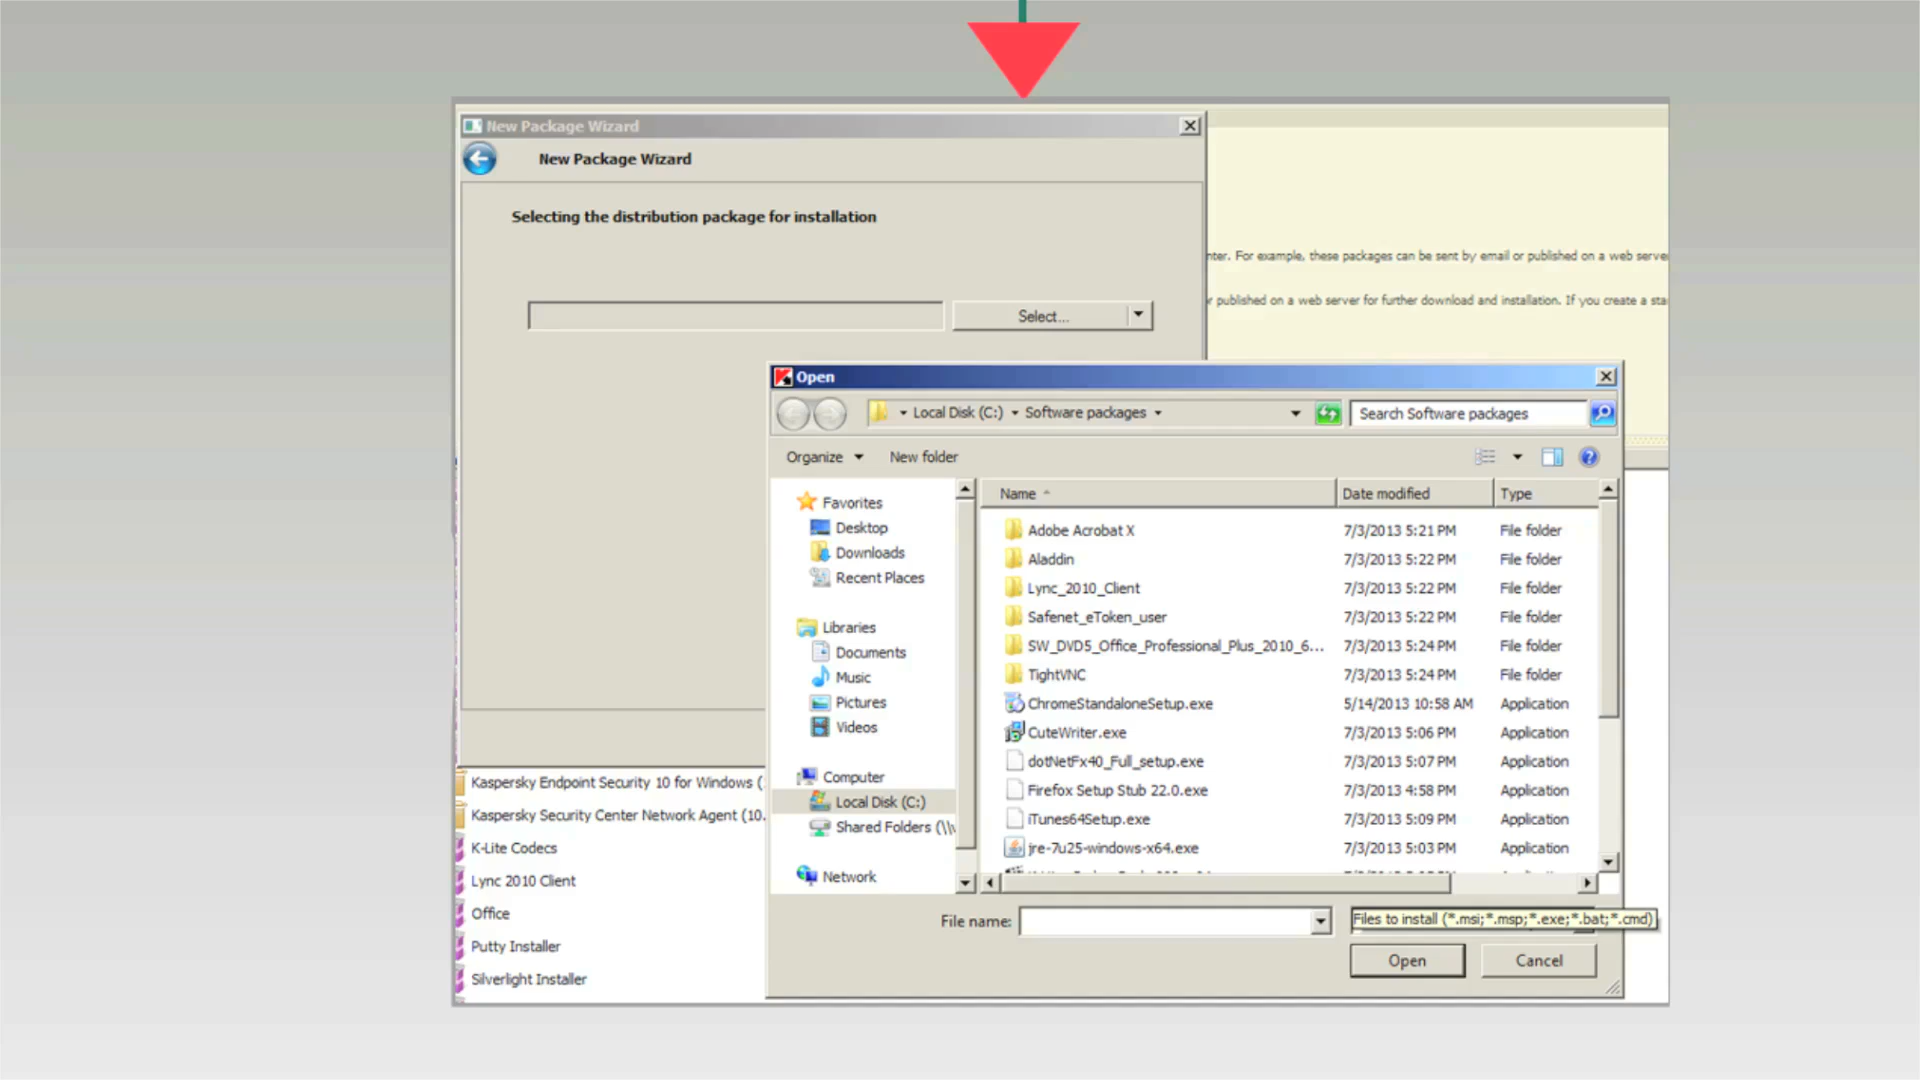 New Package Wizard
New Package Wizard
Selecting the distribution package for installation
Select...
nter. For example, these packages can be sent by email or published on a web serve
r published on a web server for further download and installation. If you create a sta
Open
Local Disk (C:) Software packages
Search Software packages
Organize New folder
Name Date modified Type
Favorites
Desktop
Downloads
Recent Places
Libraries
Documents
Music
Pictures
Videos
Computer
Local Disk (C:)
Shared Folders (\\v
Network
Adobe Acrobat X 7/3/2013 5:21 PM File folder
Aladdin 7/3/2013 5:22 PM File folder
Lync_2010_Client 7/3/2013 5:22 PM File folder
Safenet_eToken_user 7/3/2013 5:22 PM File folder
SW_DVD5_Office_Professional_Plus_2010_6... 7/3/2013 5:24 PM File folder
TightVNC 7/3/2013 5:24 PM File folder
ChromeStandaloneSetup.exe 5/14/2013 10:58 AM Application
CuteWriter.exe 7/3/2013 5:06 PM Application
dotNetFx40_Full_setup.exe 7/3/2013 5:07 PM Application
Firefox Setup Stub 22.0.exe 7/3/2013 4:58 PM Application
iTunes64Setup.exe 7/3/2013 5:09 PM Application
jre-7u25-windows-x64.exe 7/3/2013 5:03 PM Application
File name:
Files to install (*.msi;*.msp;*.exe;*.bat;*.cmd)
Open Cancel
Kaspersky Endpoint Security 10 for Windows (
Kaspersky Security Center Network Agent (10.
K-Lite Codecs
Lync 2010 Client
Office
Putty Installer
Silverlight Installer